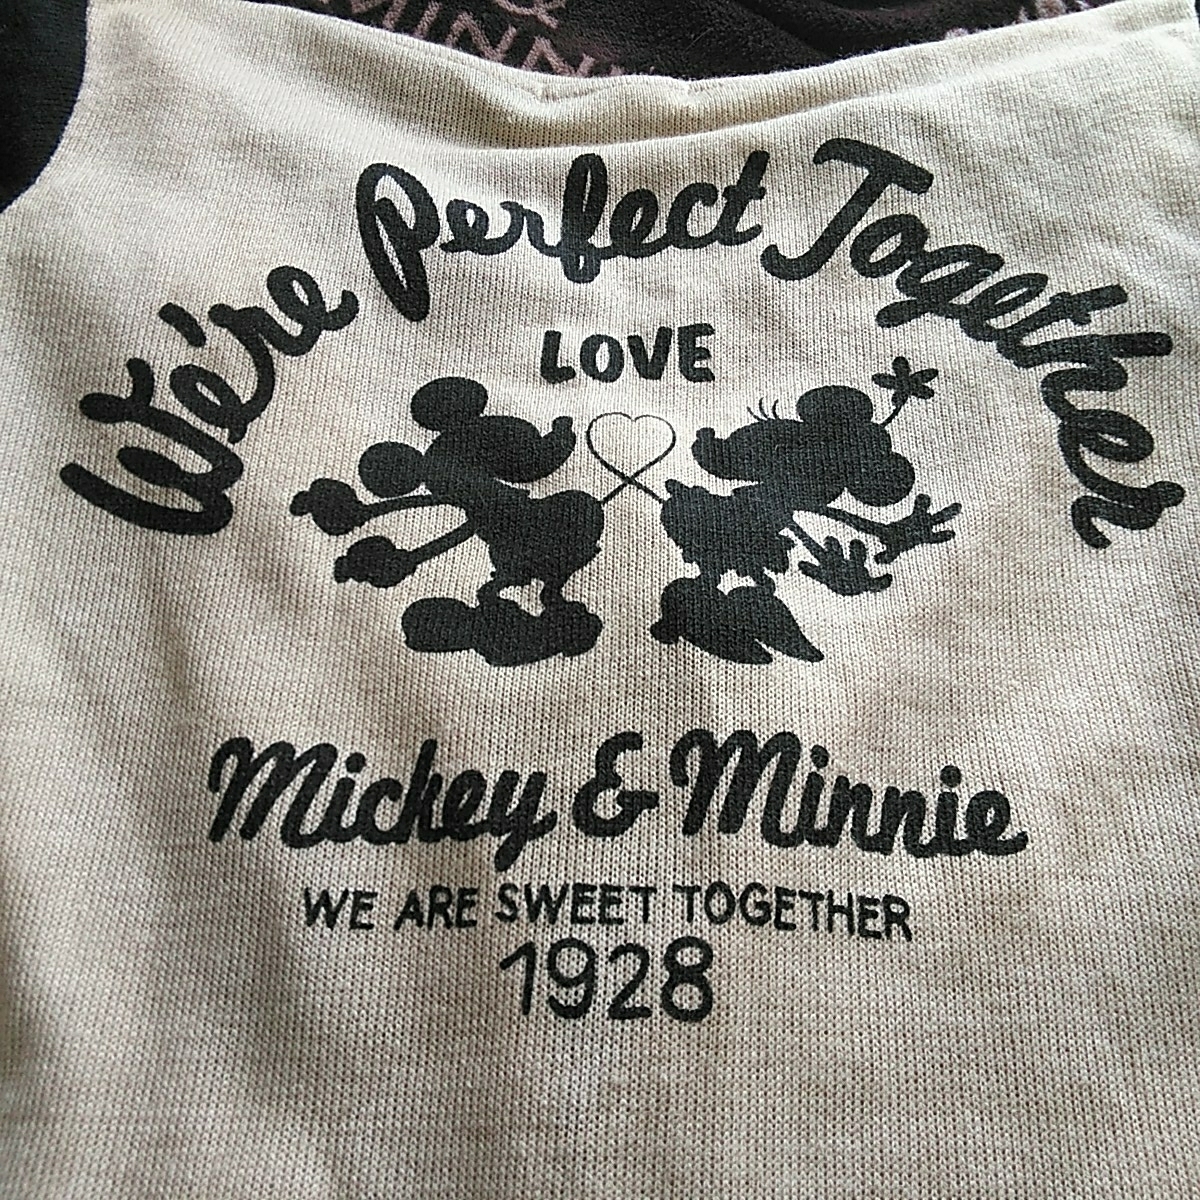 We're Perfect Together
LOVE
Mickey & Minnie
WE ARE SWEET TOGETHER
1928